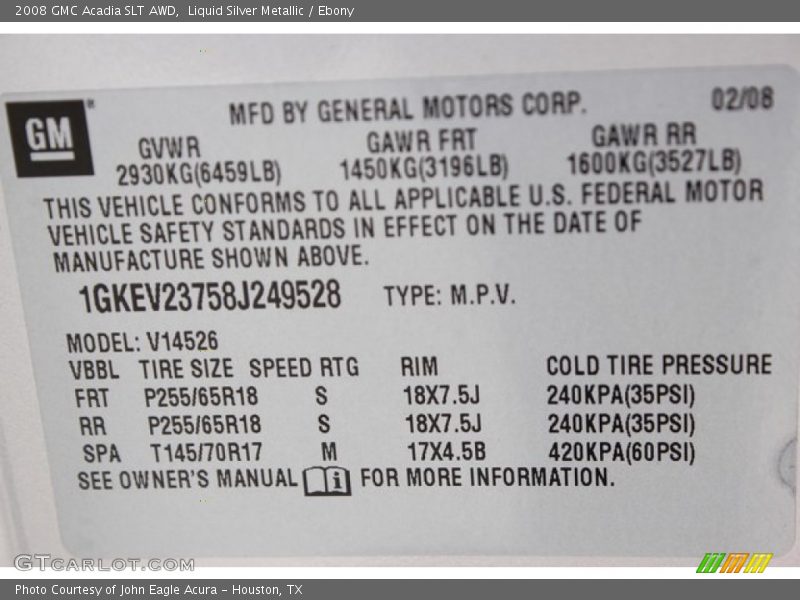 2008 GMC Acadia SLT AWD,  Liquid Silver Metallic / Ebony
GM
MFD BY GENERAL MOTORS CORP.
02/08
GVWR GAWR FRT GAWR RR
2930KG(6459LB) 1450KG(3196LB) 1600KG(3527LB)
THIS VEHICLE CONFORMS TO ALL APPLICABLE U.S. FEDERAL MOTOR
VEHICLE SAFETY STANDARDS IN EFFECT ON THE DATE OF
MANUFACTURE SHOWN ABOVE.
1GKEV23758J249528 TYPE: M.P.V.
MODEL: V14526
VBBL TIRE SIZE SPEED RTG RIM COLD TIRE PRESSURE
FRT P255/65R18 S 18X7.5J 240KPA(35PSI)
RR P255/65R18 S 18X7.5J 240KPA(35PSI)
SPA T145/70R17 M 17X4.5B 420KPA(60PSI)
SEE OWNER'S MANUAL i FOR MORE INFORMATION.
GTCARLOT.COM
Photo Courtesy of John Eagle Acura - Houston, TX